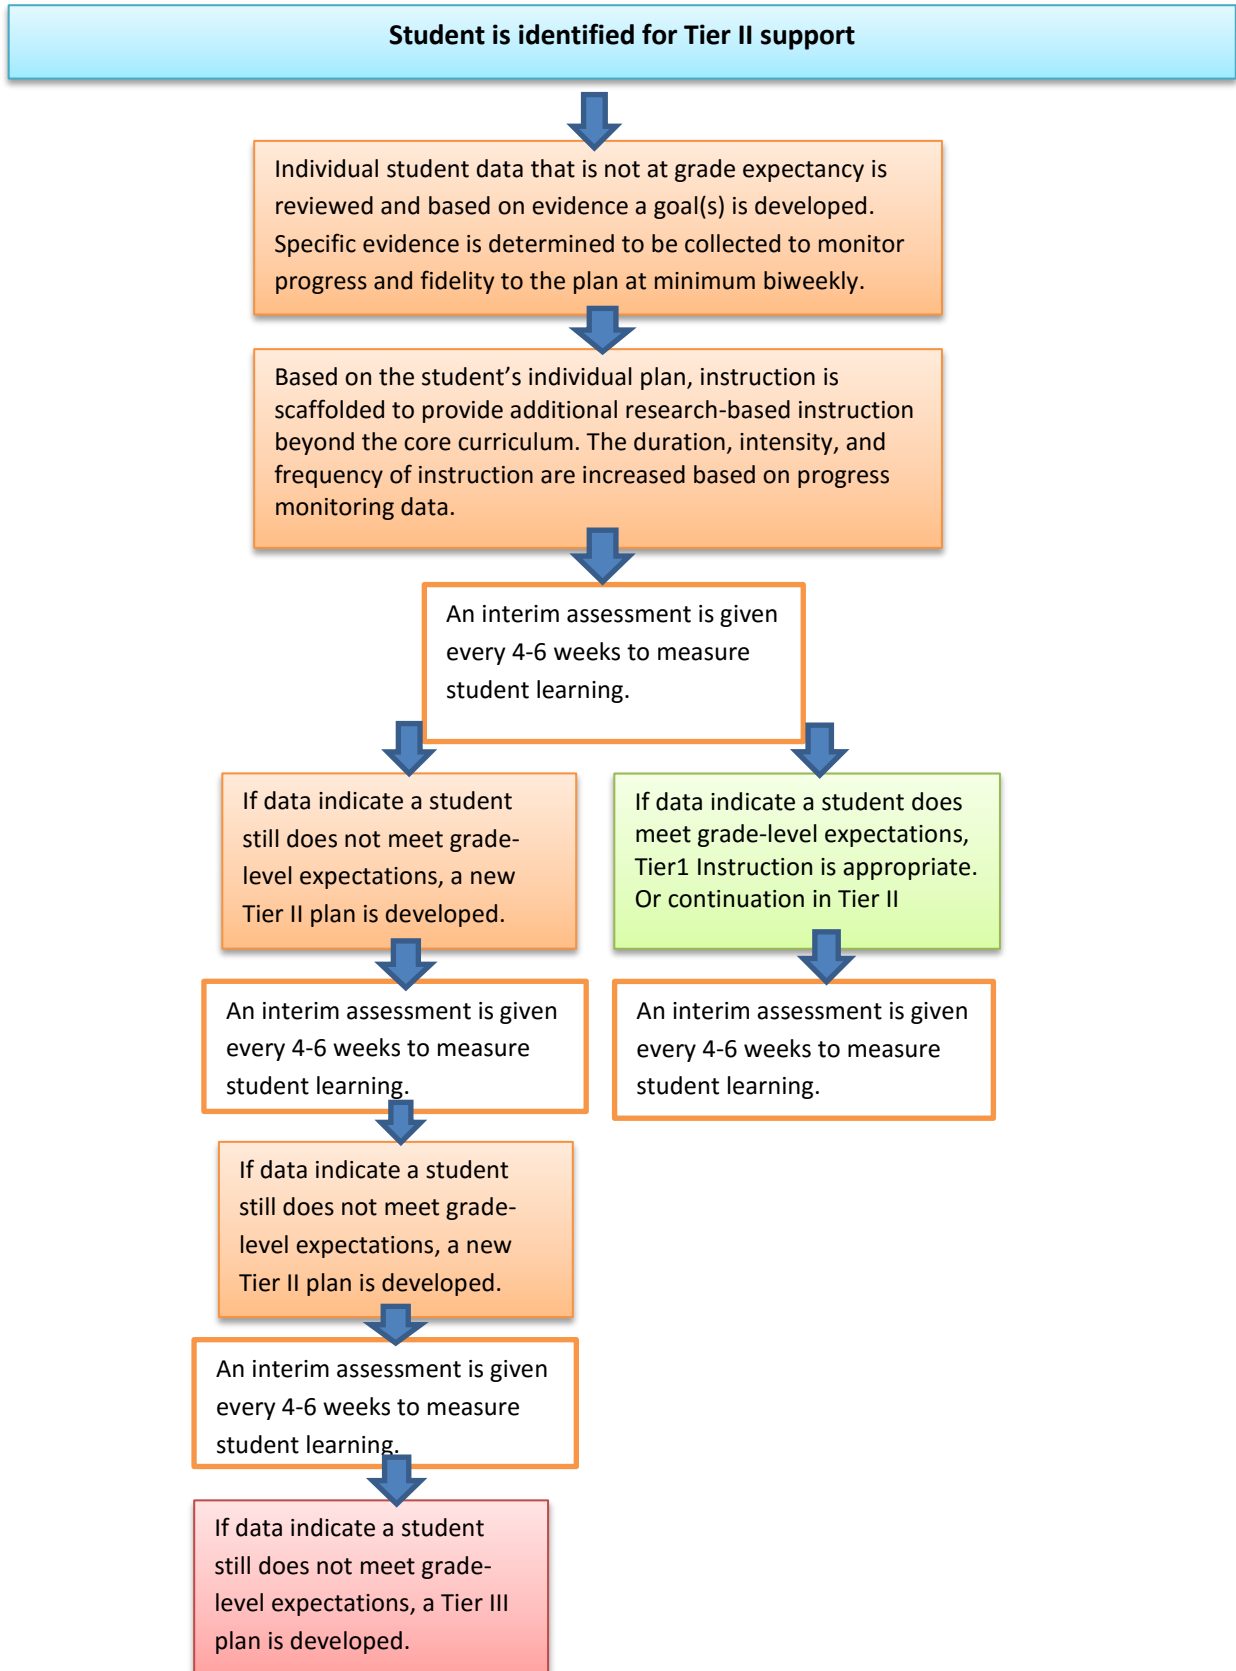 Student is identified for Tier II support
Individual student data that is not at grade expectancy is
reviewed and based on evidence a goal(s) is developed.
Specific evidence is determined to be collected to monitor
progress and fidelity to the plan at minimum biweekly.
Based on the student’s individual plan, instruction is
scaffolded to provide additional research-based instruction
beyond the core curriculum. The duration, intensity, and
frequency of instruction are increased based on progress
monitoring data.
An interim assessment is given
every 4-6 weeks to measure
student learning.
If data indicate a student
still does not meet grade-
level expectations, a new
Tier II plan is developed.
If data indicate a student does
meet grade-level expectations,
Tier1 Instruction is appropriate.
Or continuation in Tier II
An interim assessment is given
every 4-6 weeks to measure
student learning.
An interim assessment is given
every 4-6 weeks to measure
student learning.
If data indicate a student
still does not meet grade-
level expectations, a new
Tier II plan is developed.
An interim assessment is given
every 4-6 weeks to measure
student learning.
If data indicate a student
still does not meet grade-
level expectations, a Tier III
plan is developed.